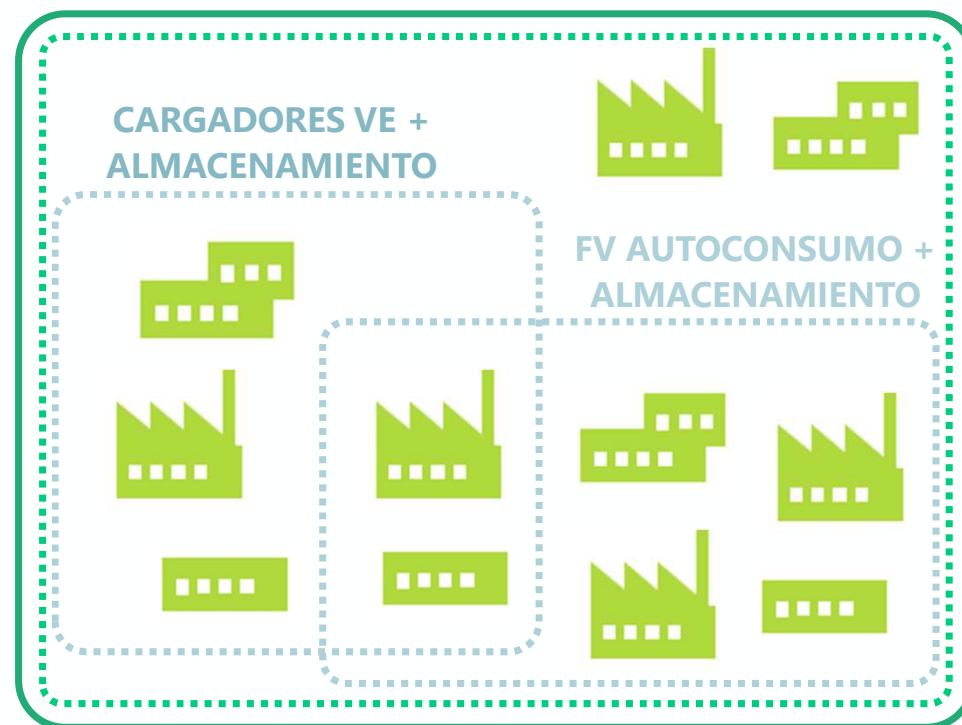 CARGADORES VE +
ALMACENAMIENTO
FV AUTOCONSUMO +
ALMACENAMIENTO